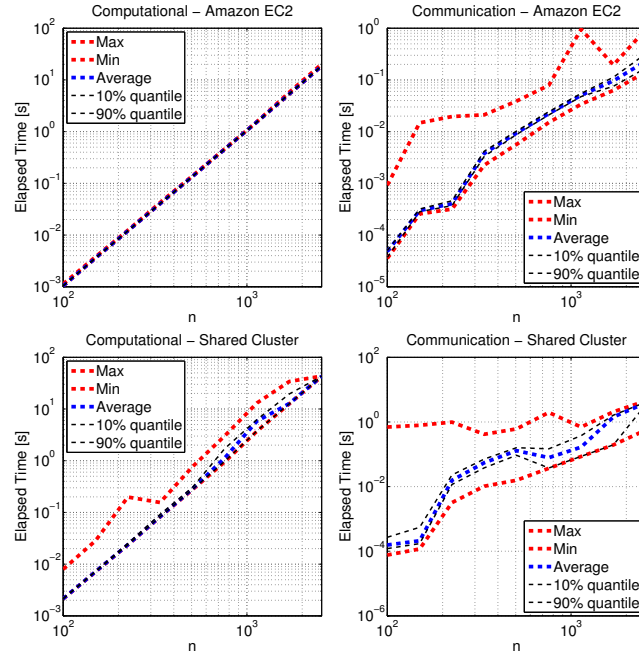 Computational − Amazon EC2
10^2
10^1
10^0
10^−1
10^−2
10^−3
Elapsed Time [s]
Max
Min
Average
10% quantile
90% quantile
10^2
10^3
n
Communication − Amazon EC2
10^0
10^−1
10^−2
10^−3
10^−4
10^−5
Elapsed Time [s]
Max
Min
Average
10% quantile
90% quantile
10^2
10^3
n
Computational − Shared Cluster
10^2
10^1
10^0
10^−1
10^−2
10^−3
Elapsed Time [s]
Max
Min
Average
10% quantile
90% quantile
10^2
10^3
n
Communication − Shared Cluster
10^2
10^0
10^−2
10^−4
10^−6
Elapsed Time [s]
Max
Min
Average
10% quantile
90% quantile
10^2
10^3
n